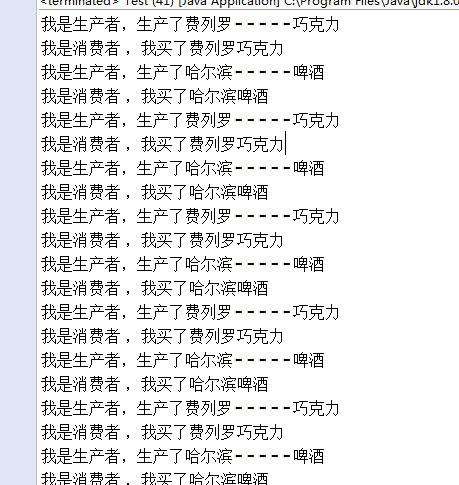 <terminated> Test (41) [Java Application] C:\Program Files\Java\jdk1.8.0
我是生产者，生产了费列罗-----巧克力
我是消费者 ，我买了费列罗巧克力
我是生产者，生产了哈尔滨-----啤酒
我是消费者 ，我买了哈尔滨啤酒
我是生产者，生产了费列罗-----巧克力
我是消费者 ，我买了费列罗巧克力
我是生产者，生产了哈尔滨-----啤酒
我是消费者 ，我买了哈尔滨啤酒
我是生产者，生产了费列罗-----巧克力
我是消费者 ，我买了费列罗巧克力
我是生产者，生产了哈尔滨-----啤酒
我是消费者 ，我买了哈尔滨啤酒
我是生产者，生产了费列罗-----巧克力
我是消费者 ，我买了费列罗巧克力
我是生产者，生产了哈尔滨-----啤酒
我是消费者 ，我买了哈尔滨啤酒
我是生产者，生产了费列罗-----巧克力
我是消费者 ，我买了费列罗巧克力
我是生产者，生产了哈尔滨-----啤酒
我是消费者 ，我买了哈尔滨啤酒